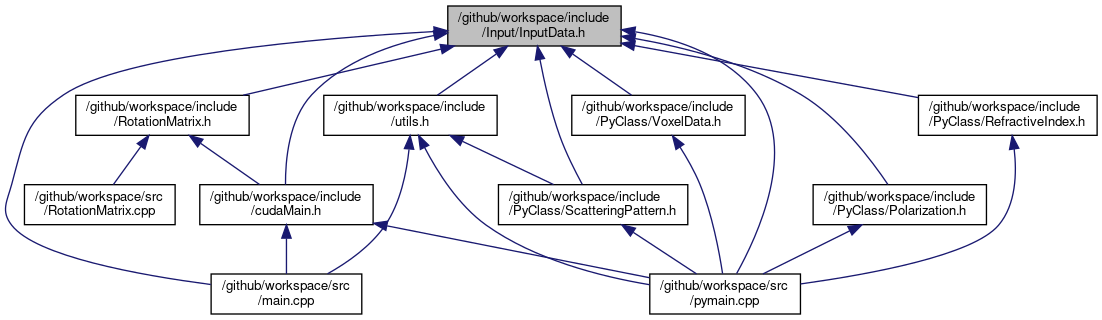 /github/workspace/include
/Input/InputData.h
/github/workspace/include
/RotationMatrix.h
/github/workspace/include
/utils.h
/github/workspace/include
/PyClass/VoxelData.h
/github/workspace/include
/PyClass/RefractiveIndex.h
/github/workspace/src
/RotationMatrix.cpp
/github/workspace/include
/cudaMain.h
/github/workspace/include
/PyClass/ScatteringPattern.h
/github/workspace/include
/PyClass/Polarization.h
/github/workspace/src
/main.cpp
/github/workspace/src
/pymain.cpp